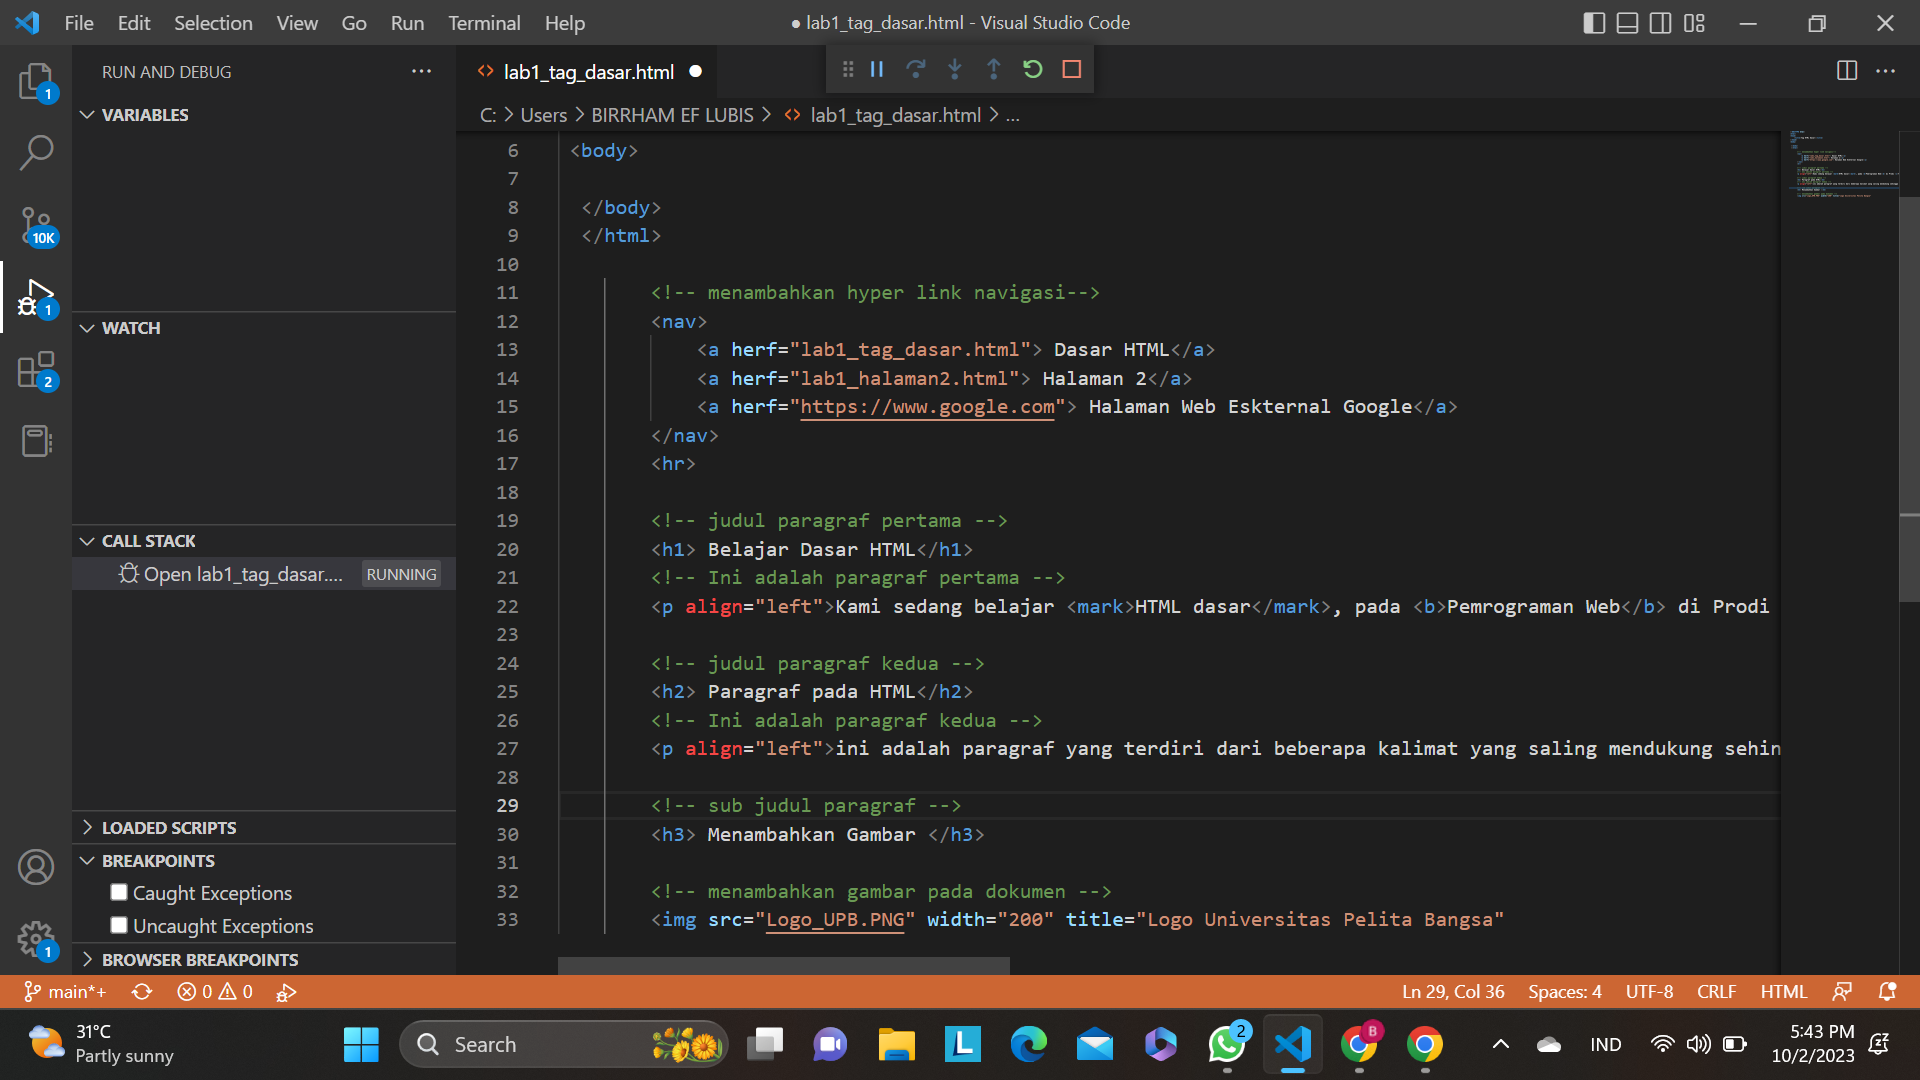 File Edit Selection View Go Run Terminal Help
● lab1_tag_dasar.html - Visual Studio Code
RUN AND DEBUG
VARIABLES
WATCH
CALL STACK
Open lab1_tag_dasar.... RUNNING
LOADED SCRIPTS
BREAKPOINTS
Caught Exceptions
Uncaught Exceptions
BROWSER BREAKPOINTS
1
10K
1
2
1
lab1_tag_dasar.html
C: > Users > BIRRHAM EF LUBIS > lab1_tag_dasar.html > ...
6 <body>
7
8 </body>
9 </html>
10
11 <!-- menambahkan hyper link navigasi-->
12 <nav>
13 <a herf="lab1_tag_dasar.html"> Dasar HTML</a>
14 <a herf="lab1_halaman2.html"> Halaman 2</a>
15 <a herf="https://www.google.com"> Halaman Web Eskternal Google</a>
16 </nav>
17 <hr>
18
19 <!-- judul paragraf pertama -->
20 <h1> Belajar Dasar HTML</h1>
21 <!-- Ini adalah paragraf pertama -->
22 <p align="left">Kami sedang belajar <mark>HTML dasar</mark>, pada <b>Pemrograman Web</b> di Prodi
23
24 <!-- judul paragraf kedua -->
25 <h2> Paragraf pada HTML</h2>
26 <!-- Ini adalah paragraf kedua -->
27 <p align="left">ini adalah paragraf yang terdiri dari beberapa kalimat yang saling mendukung sehin
28
29 <!-- sub judul paragraf -->
30 <h3> Menambahkan Gambar </h3>
31
32 <!-- menambahkan gambar pada dokumen -->
33 <img src="Logo_UPB.PNG" width="200" title="Logo Universitas Pelita Bangsa"
main*+ 0 0 Ln 29, Col 36 Spaces: 4 UTF-8 CRLF HTML
31°C
Partly sunny
Search
L
2
B
IND
5:43 PM
10/2/2023